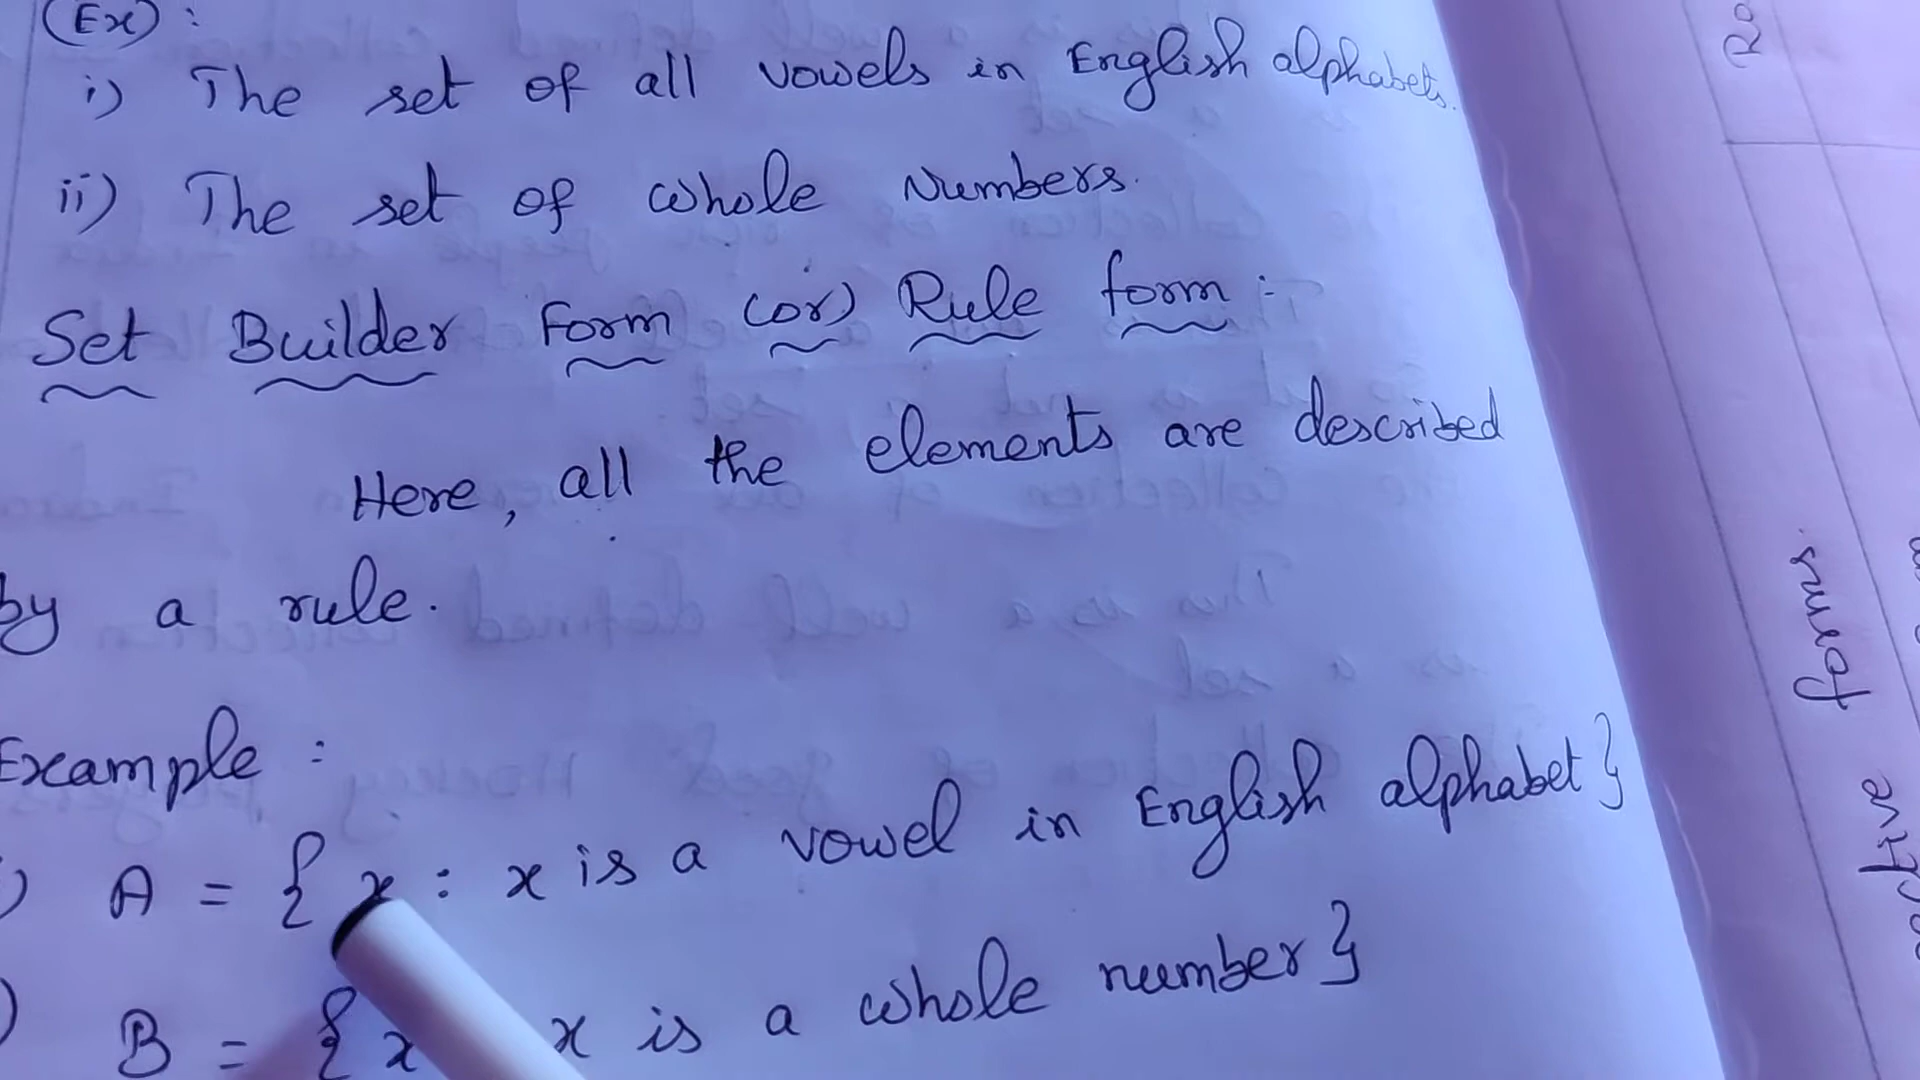 (Ex) :
i) The set of all vowels in English alphabets.
ii) The set of whole Numbers.
Set Builder Form (or) Rule form :-
Here, all the elements are described
by a rule.
Example :
) A = { x : x is a vowel in English alphabet }
) B = { x x is a whole number }
Ro
forms.